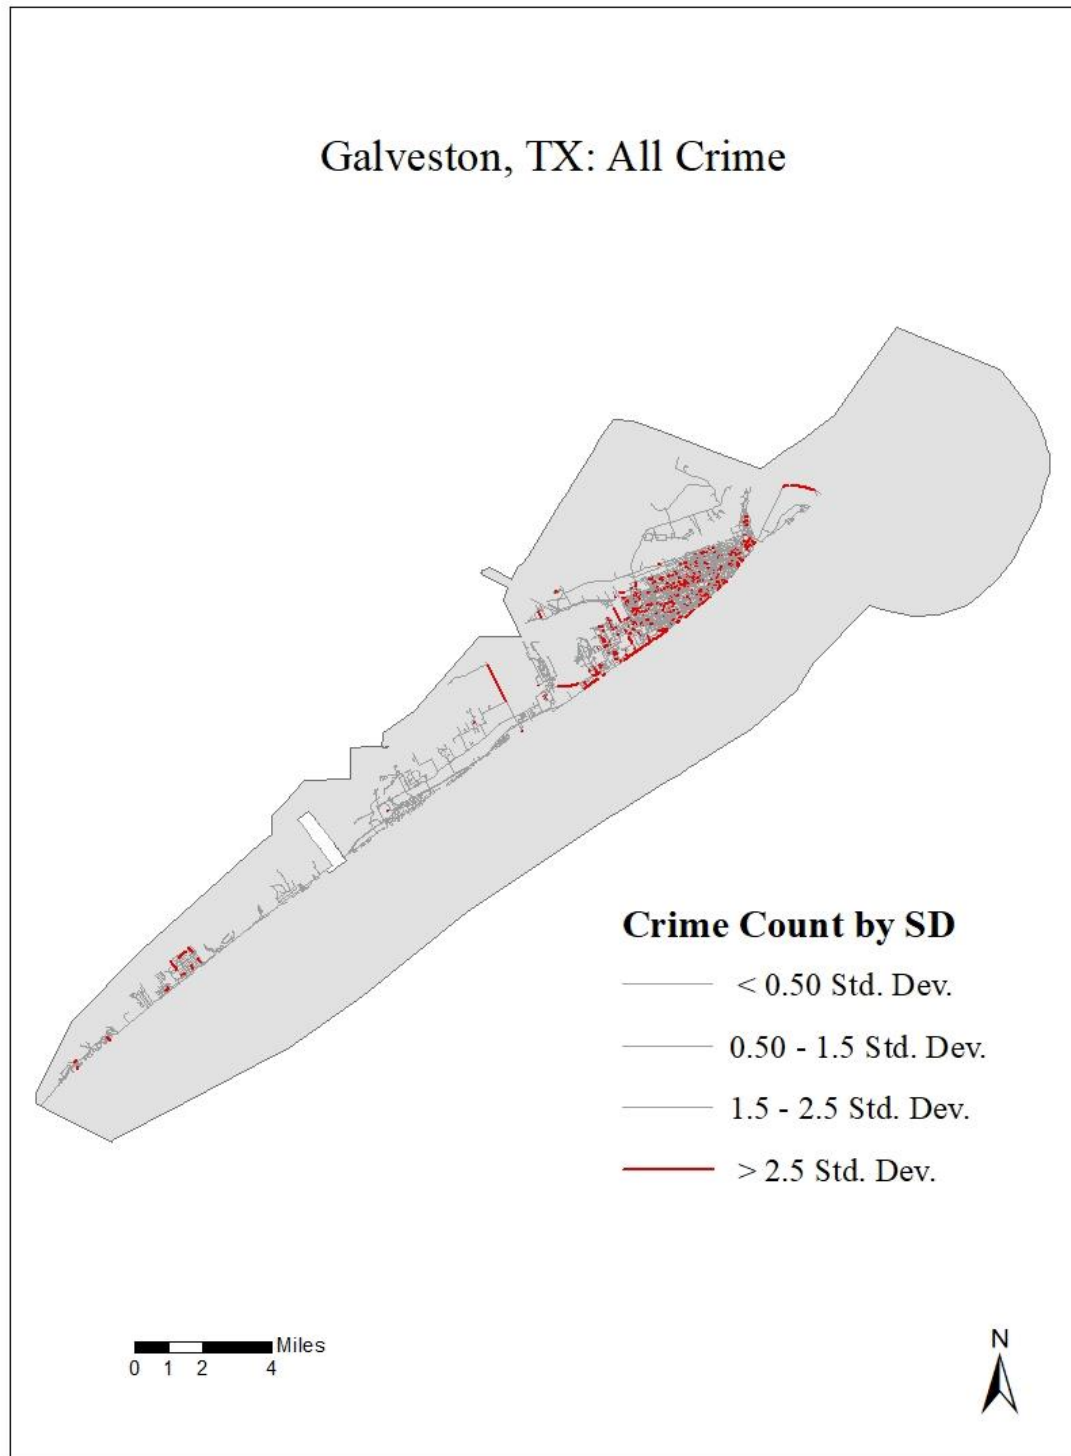 Galveston, TX: All Crime
Crime Count by SD
< 0.50 Std. Dev.
0.50 - 1.5 Std. Dev.
1.5 - 2.5 Std. Dev.
> 2.5 Std. Dev.
Miles
0 1 2 4
N